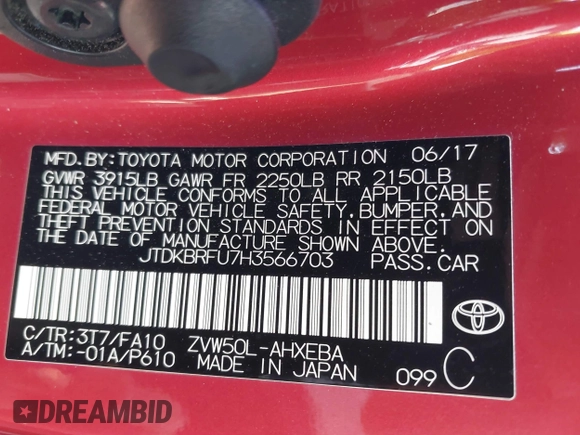 MFD.BY:TOYOTA MOTOR CORPORATION 06/17
GVWR 3915LB GAWR FR 2250LB RR 2150LB
THIS VEHICLE CONFORMS TO ALL APPLICABLE
FEDERAL MOTOR VEHICLE SAFETY,BUMPER,AND
THEFT PREVENTION STANDARDS IN EFFECT ON
THE DATE OF MANUFACTURE SHOWN ABOVE.
JTDKBRFU7H3566703 PASS.CAR
C/TR:3T7/FA10 ZVW50L-AHXEBA
A/TM:-01A/P610 MADE IN JAPAN 099 C
DREAMBID